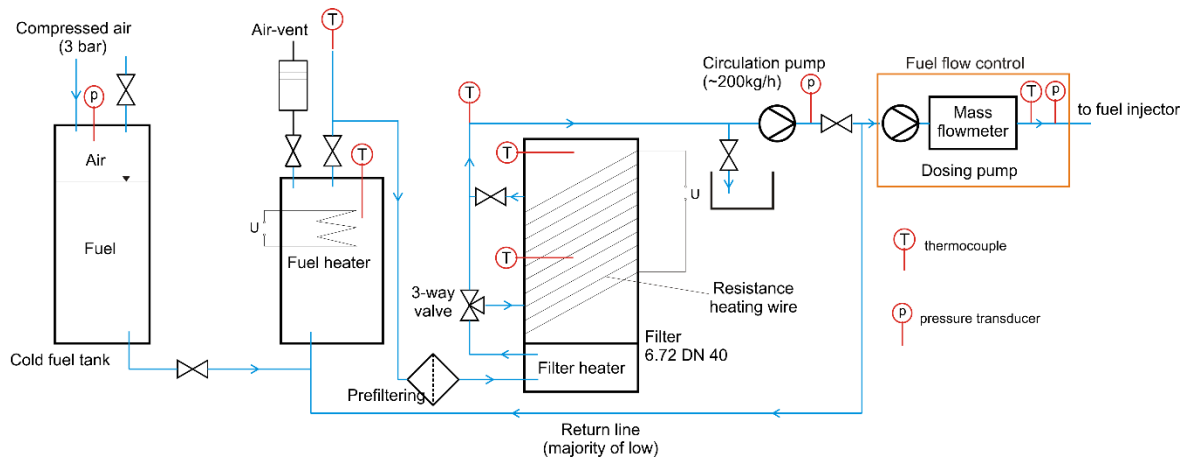 Compressed air
(3 bar)
p
Air
Fuel
Cold fuel tank
Air-vent
T
T
U
Fuel heater
Prefiltering
T
3-way
valve
T
T
U
Resistance
heating wire
Filter
6.72 DN 40
Filter heater
Return line
(majority of low)
Circulation pump
(~200kg/h)
p
Fuel flow control
Mass
flowmeter
T
p
Dosing pump
to fuel injector
T
thermocouple
p
pressure transducer